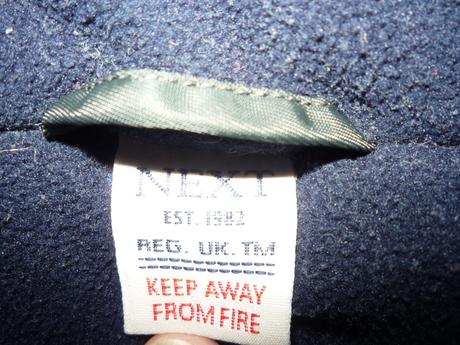 NEXT
EST. 1982
REG. UK. TM
KEEP AWAY
FROM FIRE